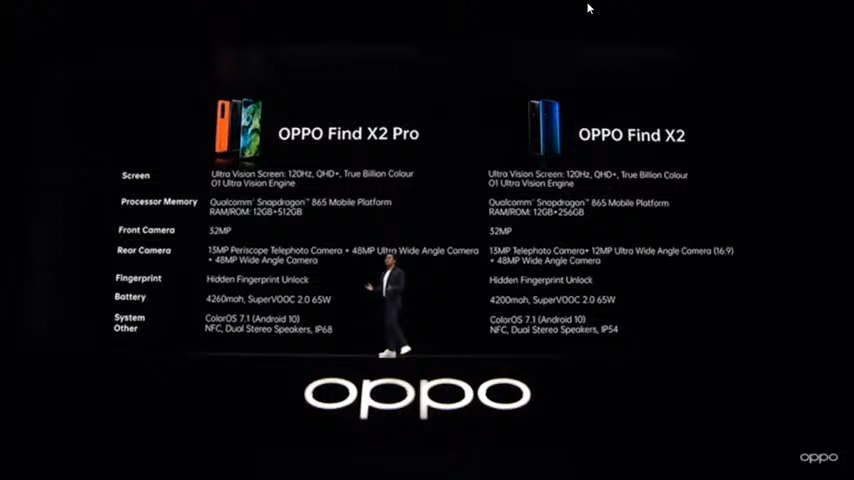 OPPO Find X2 Pro
OPPO Find X2
Screen
Ultra Vision Screen: 120Hz, QHD+, True Billion Colour
O1 Ultra Vision Engine
Ultra Vision Screen: 120Hz, QHD+, True Billion Colour
O1 Ultra Vision Engine
Processor Memory
Qualcomm® Snapdragon™ 865 Mobile Platform
RAM/ROM: 12GB+512GB
Qualcomm® Snapdragon™ 865 Mobile Platform
RAM/ROM: 12GB+256GB
Front Camera
32MP
32MP
Rear Camera
13MP Periscope Telephoto Camera + 48MP Ultra Wide Angle Camera
+ 48MP Wide Angle Camera
13MP Telephoto Camera+ 12MP Ultra Wide Angle Camera (16:9)
+ 48MP Wide Angle Camera
Fingerprint
Hidden Fingerprint Unlock
Hidden Fingerprint Unlock
Battery
4260mah, SuperVOOC 2.0 65W
4200mah, SuperVOOC 2.0 65W
System
ColorOS 7.1 (Android 10)
ColorOS 7.1 (Android 10)
Other
NFC, Dual Stereo Speakers, IP68
NFC, Dual Stereo Speakers, IP54
oppo
oppo